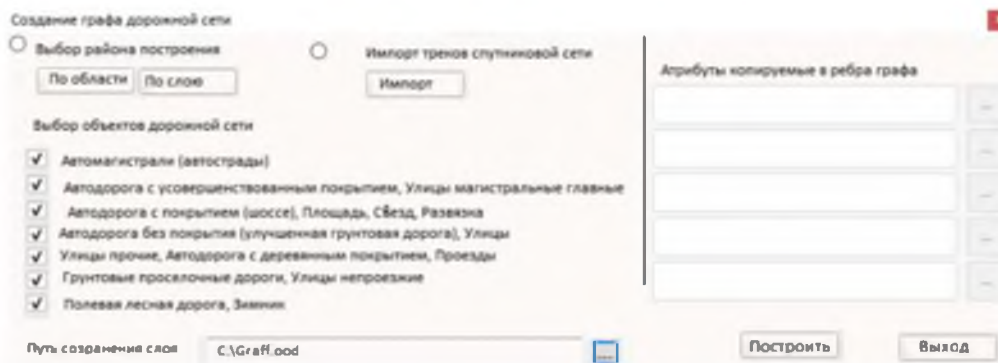 Создание графа дорожной сети
Выбор района построения
Импорт треков спутниковой сети
По области
По слою
Импорт
Атрибуты копируемые в ребра графа
Выбор объектов дорожной сети
Автомагистрали (автострады)
Автодорога с усовершенствованным покрытием, Улицы магистральные главные
Автодорога с покрытием (шоссе), Площадь, Съезд, Развязка
Автодорога без покрытия (улучшенная грунтовая дорога), Улицы
Улицы прочие, Автодорога с деревянным покрытием, Проезды
Грунтовые проселочные дороги, Улицы непроезжие
Полевая лесная дорога, Зимник
Путь сохранения слоя
C:\Graff.ood
...
Построить
Выход